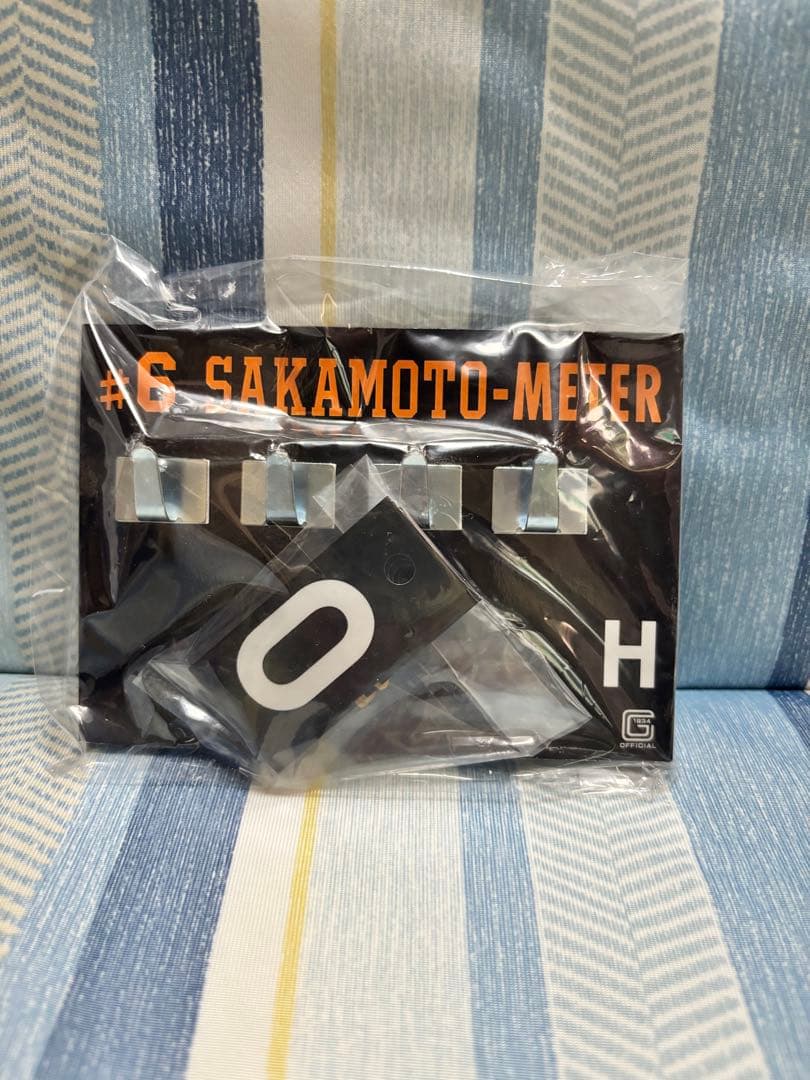 #6 SAKAMOTO-METER
0
H
G
1934
OFFICIAL